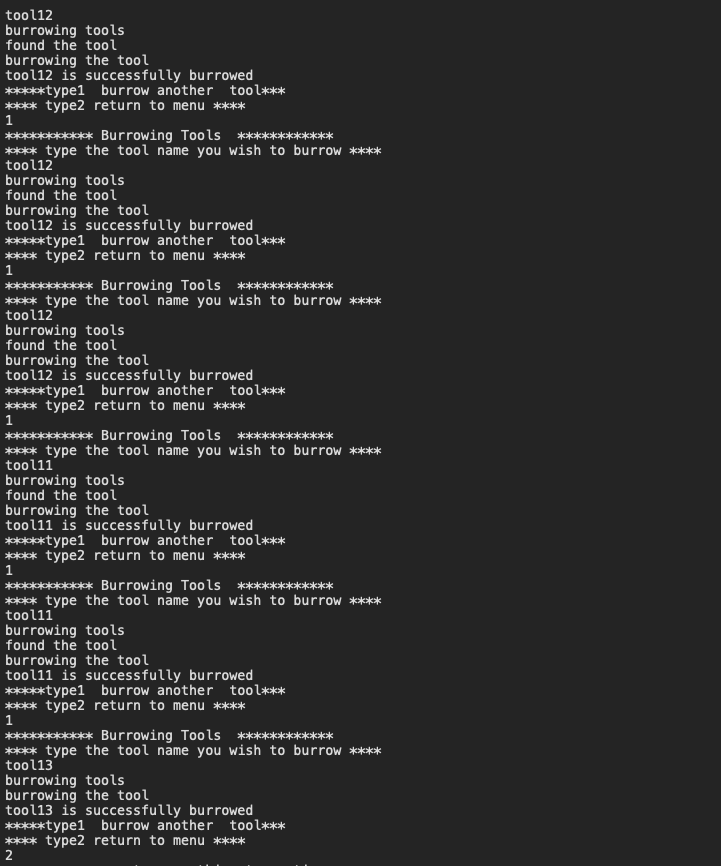 tool12
burrowing tools
found the tool
burrowing the tool
tool12 is successfully burrowed
*****type1  burrow another  tool***
**** type2 return to menu ****
1
*********** Burrowing Tools  ************
**** type the tool name you wish to burrow ****
tool12
burrowing tools
found the tool
burrowing the tool
tool12 is successfully burrowed
*****type1  burrow another  tool***
**** type2 return to menu ****
1
*********** Burrowing Tools  ************
**** type the tool name you wish to burrow ****
tool12
burrowing tools
found the tool
burrowing the tool
tool12 is successfully burrowed
*****type1  burrow another  tool***
**** type2 return to menu ****
1
*********** Burrowing Tools  ************
**** type the tool name you wish to burrow ****
tool11
burrowing tools
found the tool
burrowing the tool
tool11 is successfully burrowed
*****type1  burrow another  tool***
**** type2 return to menu ****
1
*********** Burrowing Tools  ************
**** type the tool name you wish to burrow ****
tool11
burrowing tools
found the tool
burrowing the tool
tool11 is successfully burrowed
*****type1  burrow another  tool***
**** type2 return to menu ****
1
*********** Burrowing Tools  ************
**** type the tool name you wish to burrow ****
tool13
burrowing tools
burrowing the tool
tool13 is successfully burrowed
*****type1  burrow another  tool***
**** type2 return to menu ****
2